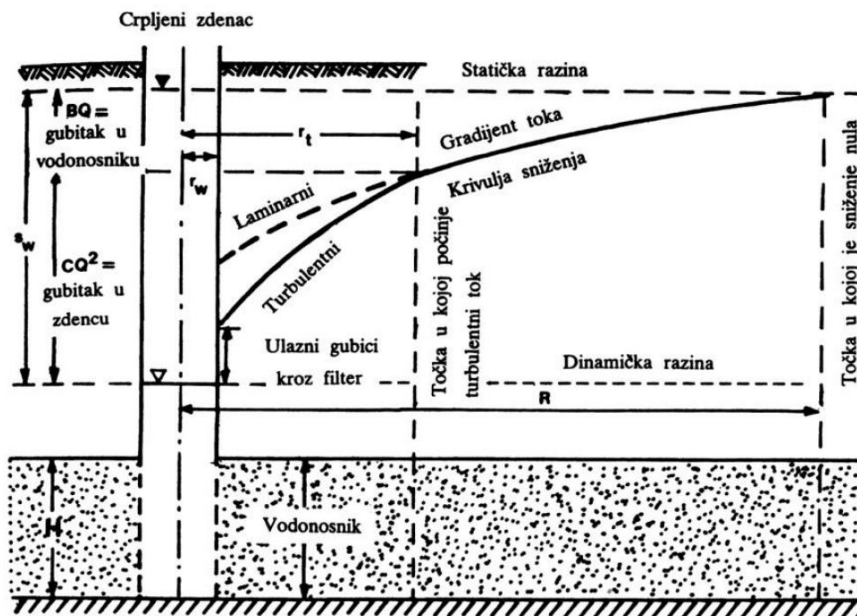 Crpljeni zdenac
Statička razina
BQ=
gubitak u
vodonosniku
r_t
r_w
s_w
Gradijent toka
Krivulja sniženja
Laminarni
Turbulentni
CQ²=
gubitak u
zdencu
Ulazni gubici
kroz filter
Točka u kojoj počinje
turbulentni tok
Točka u kojoj je sniženje nula
Dinamička razina
R
H
Vodonosnik